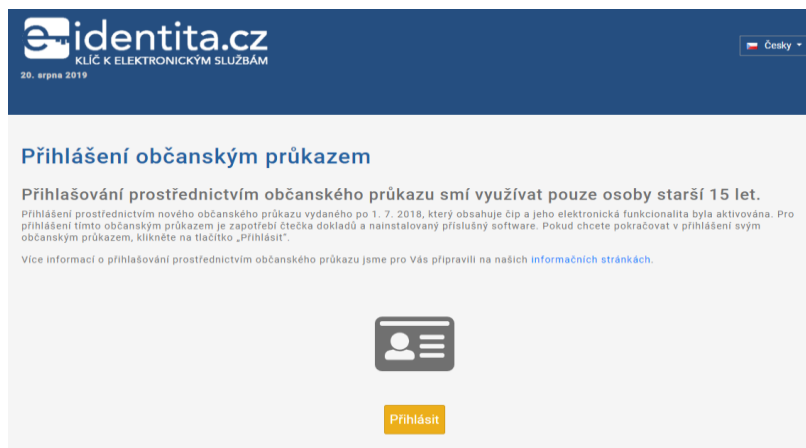 e-identita.cz
KLÍČ K ELEKTRONICKÝM SLUŽBÁM
20. srpna 2019
Česky
Přihlášení občanským průkazem
Přihlašování prostřednictvím občanského průkazu smí využívat pouze osoby starší 15 let.
Přihlášení prostřednictvím nového občanského průkazu vydaného po 1. 7. 2018, který obsahuje čip a jeho elektronická funkcionalita byla aktivována. Pro
přihlášení tímto občanským průkazem je zapotřebí čtečka dokladů a nainstalovaný příslušný software. Pokud chcete pokračovat v přihlášení svým
občanským průkazem, klikněte na tlačítko „Přihlásit“.
Více informací o přihlašování prostřednictvím občanského průkazu jsme pro Vás připravili na našich informačních stránkách.
Přihlásit